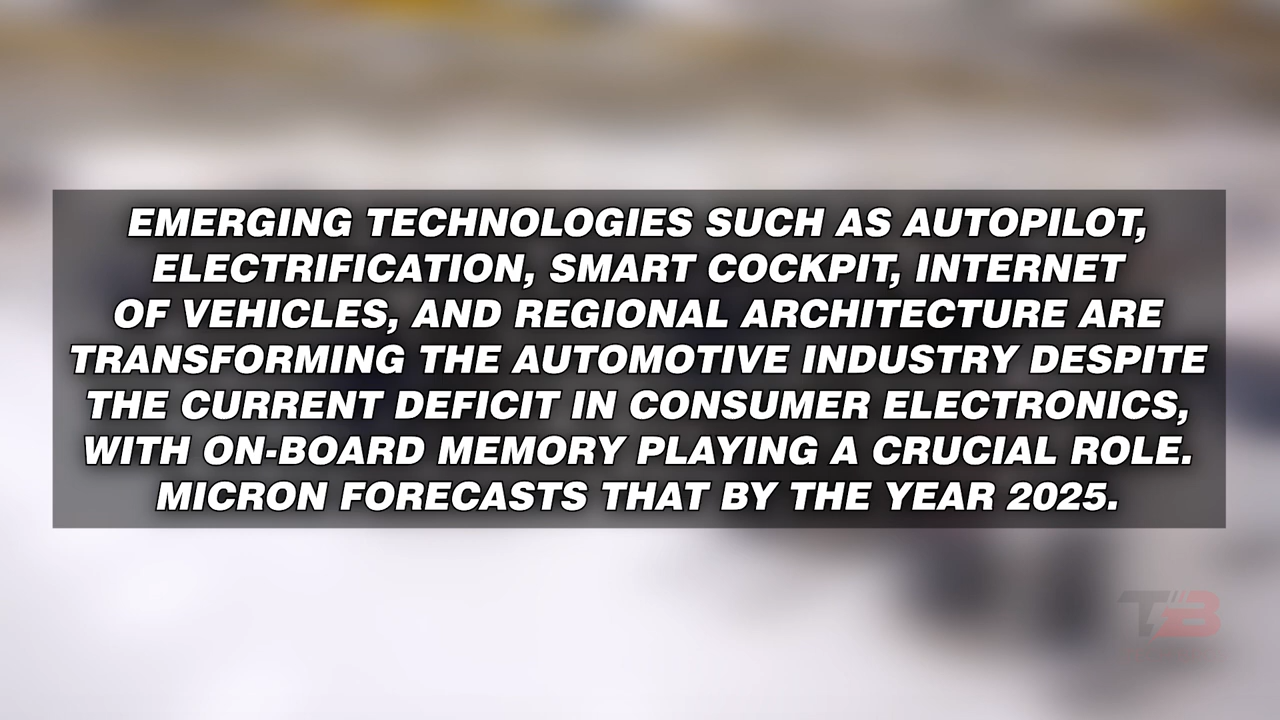 EMERGING TECHNOLOGIES SUCH AS AUTOPILOT,
ELECTRIFICATION, SMART COCKPIT, INTERNET
OF VEHICLES, AND REGIONAL ARCHITECTURE ARE
TRANSFORMING THE AUTOMOTIVE INDUSTRY DESPITE
THE CURRENT DEFICIT IN CONSUMER ELECTRONICS,
WITH ON-BOARD MEMORY PLAYING A CRUCIAL ROLE.
MICRON FORECASTS THAT BY THE YEAR 2025.
TB